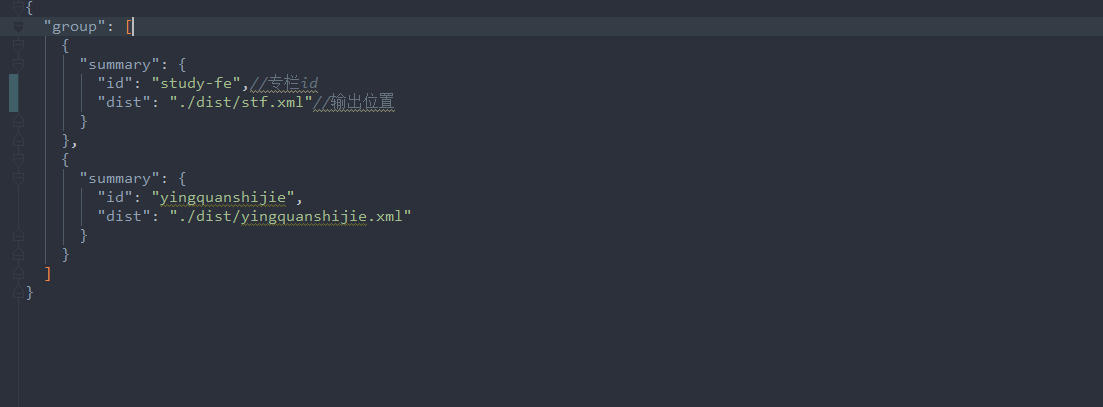 {
  "group": [
    {
      "summary": {
        "id": "study-fe",//专栏id
        "dist": "./dist/stf.xml"//输出位置
      }
    },
    {
      "summary": {
        "id": "yingquanshijie",
        "dist": "./dist/yingquanshijie.xml"
      }
    }
  ]
}